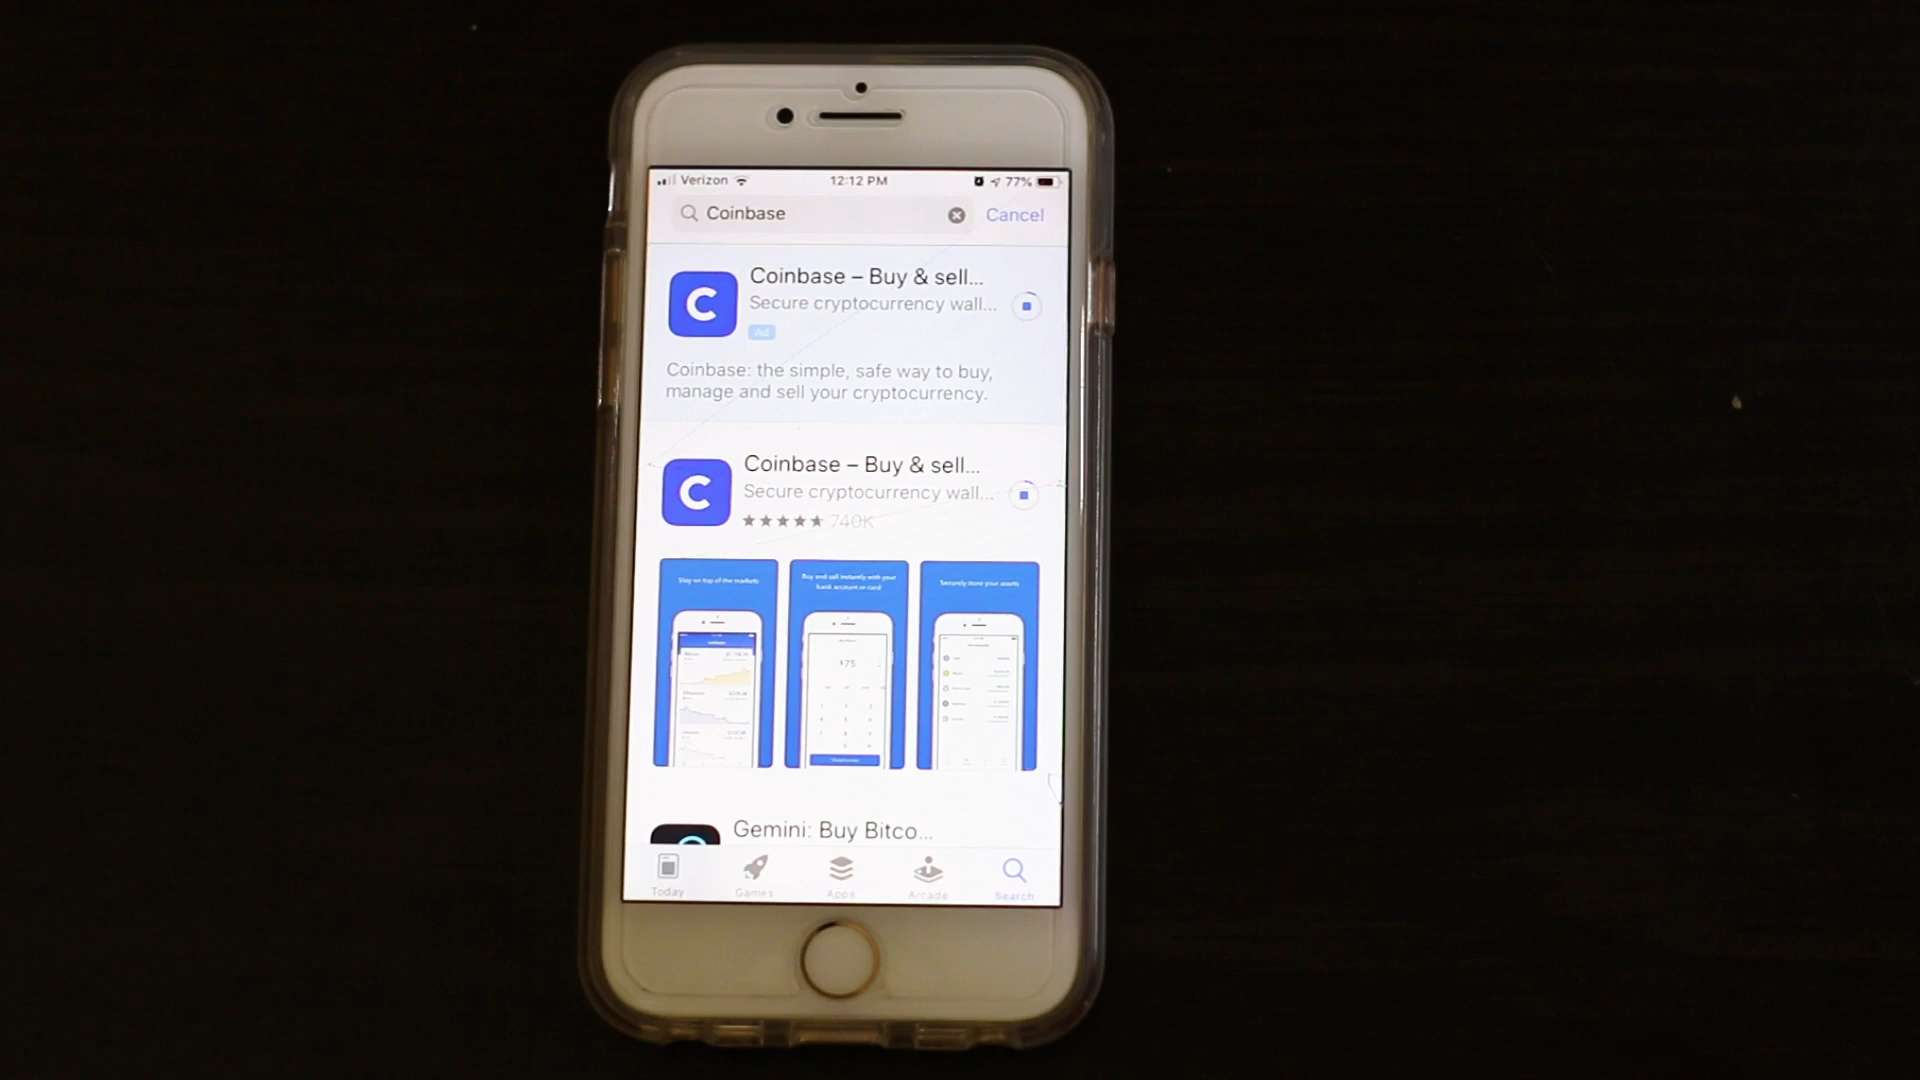 Verizon 12:12 PM 77%
Coinbase Cancel
C
Coinbase – Buy & sell...
Secure cryptocurrency wall...
Ad
Coinbase: the simple, safe way to buy,
manage and sell your cryptocurrency.
C
Coinbase – Buy & sell...
Secure cryptocurrency wall...
740K
Stay on top of the markets
Buy and sell instantly with your
bank account or card
Securely store your assets
$75
Gemini: Buy Bitco...
Today Games Apps Arcade Search